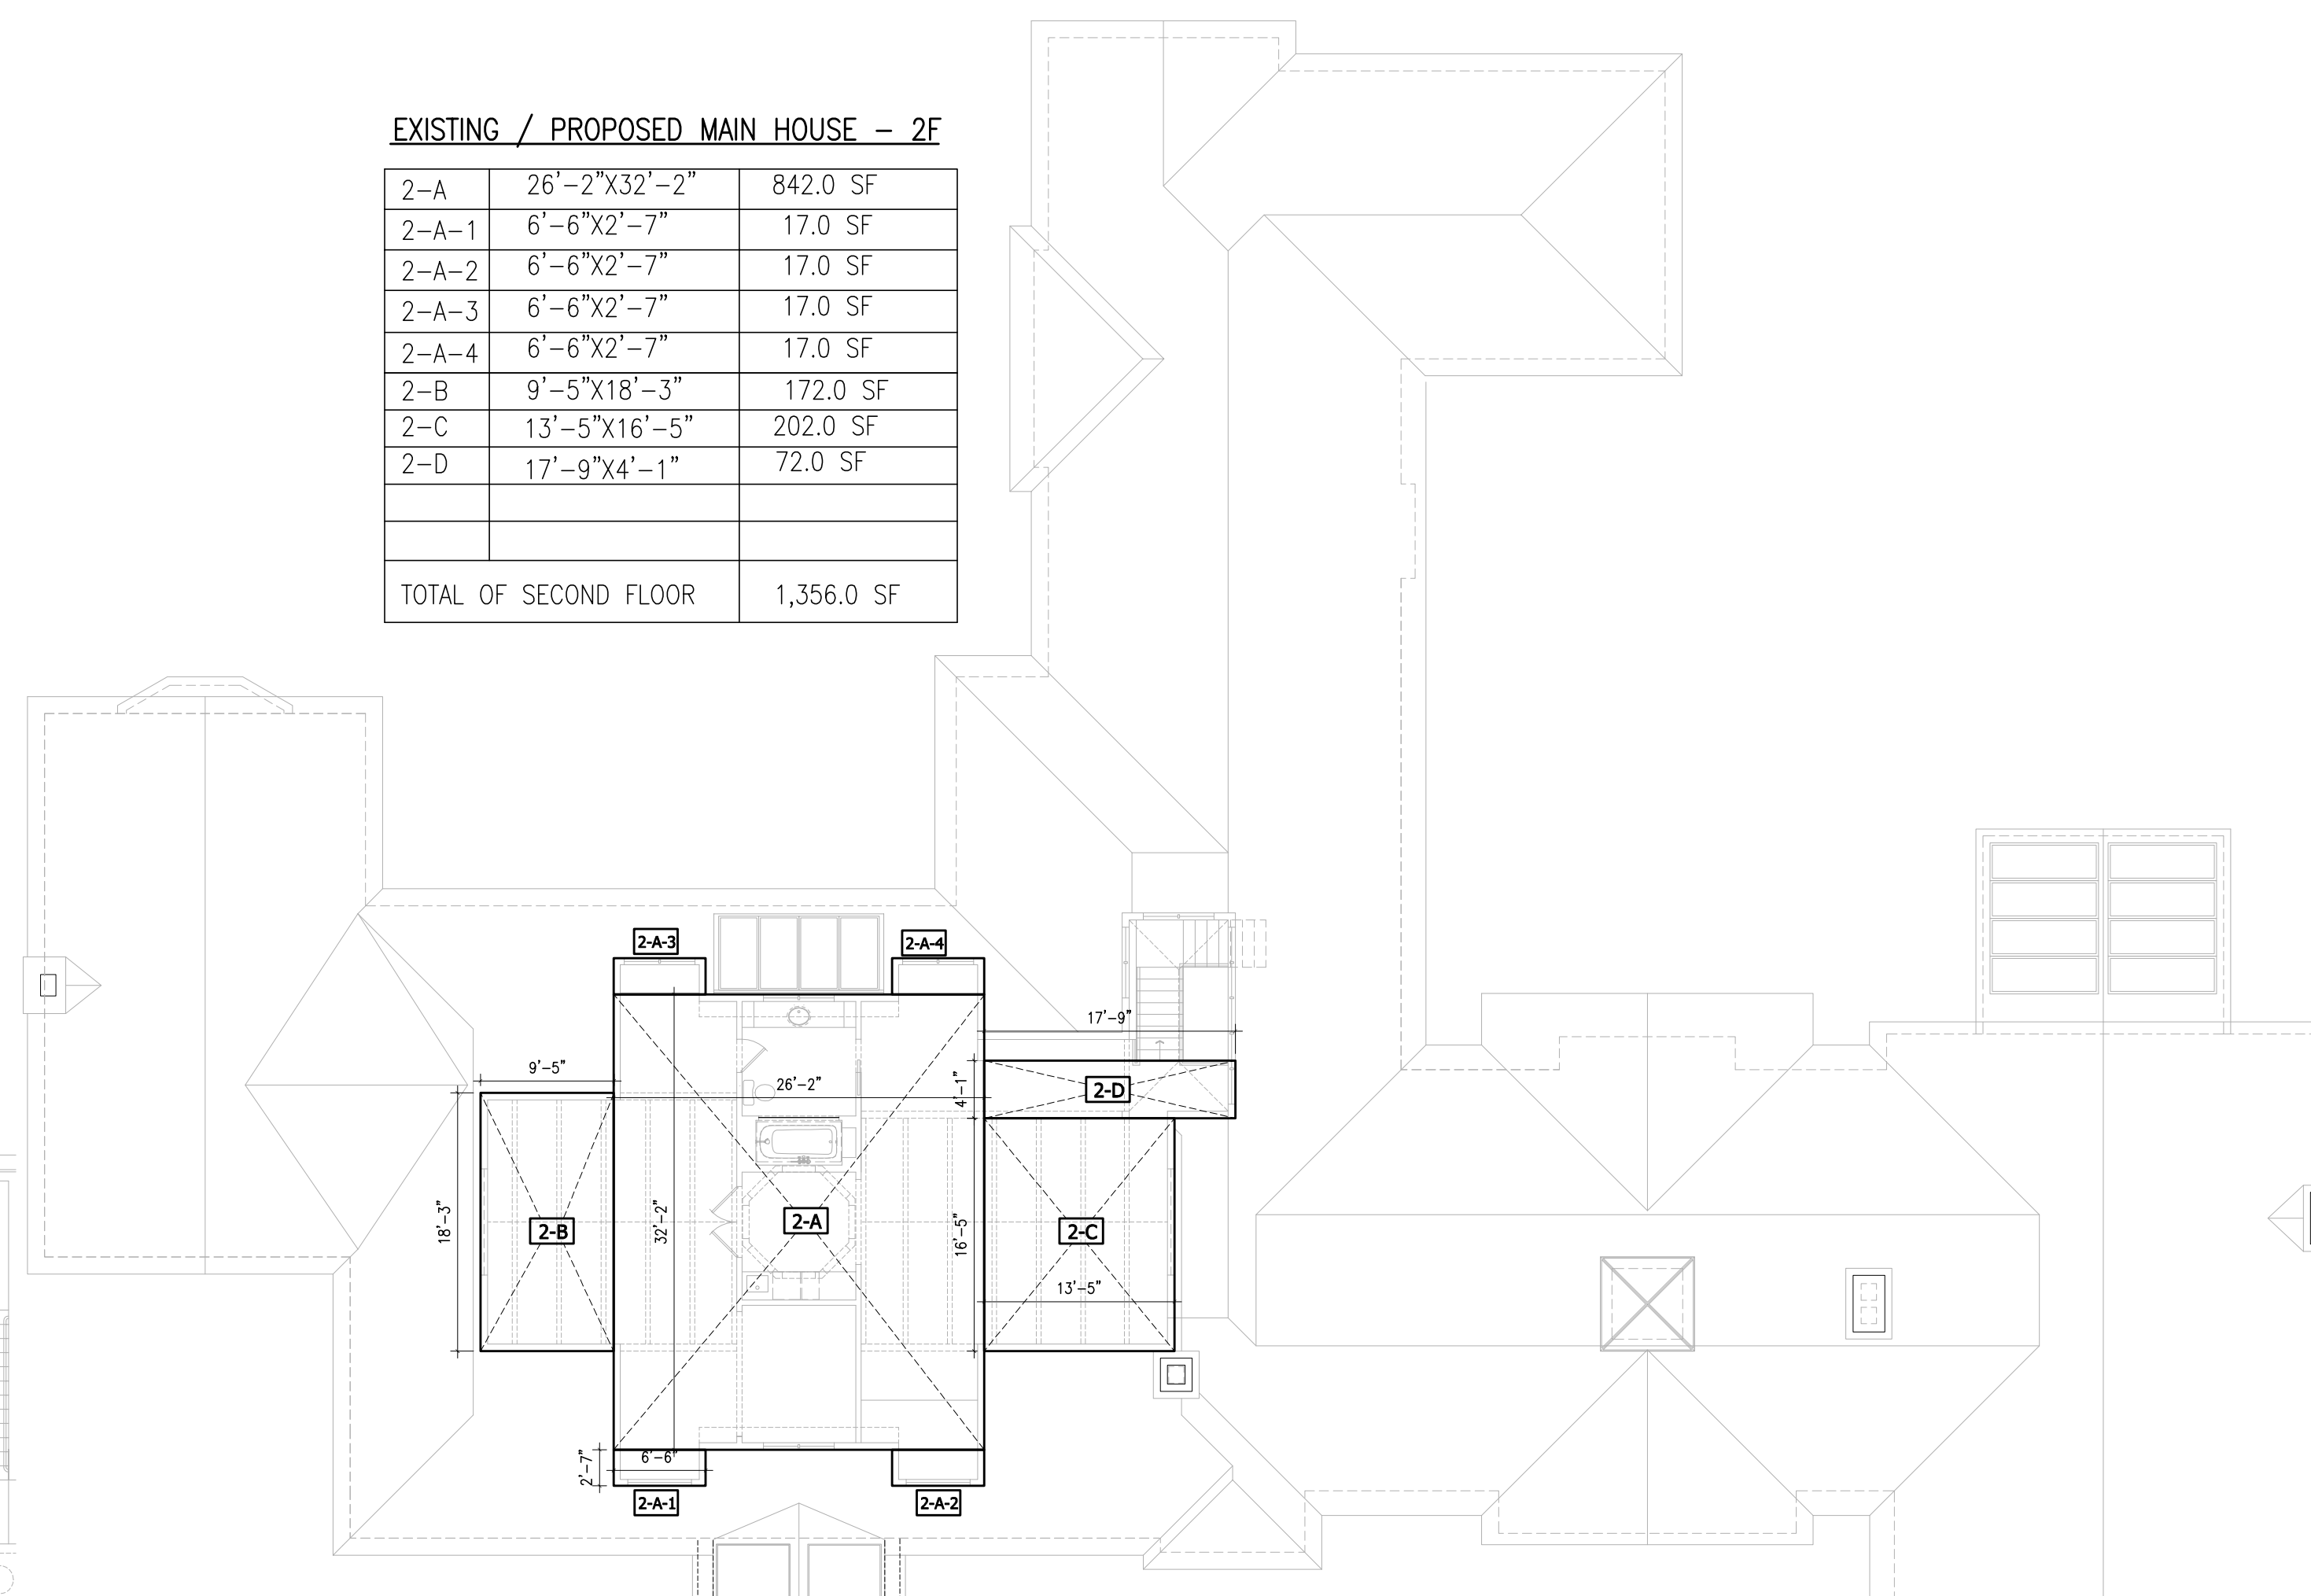 EXISTING / PROPOSED MAIN HOUSE – 2F
2–A 26'–2"X32'–2" 842.0 SF
2–A–1 6'–6"X2'–7" 17.0 SF
2–A–2 6'–6"X2'–7" 17.0 SF
2–A–3 6'–6"X2'–7" 17.0 SF
2–A–4 6'–6"X2'–7" 17.0 SF
2–B 9'–5"X18'–3" 172.0 SF
2–C 13'–5"X16'–5" 202.0 SF
2–D 17'–9"X4'–1" 72.0 SF
TOTAL OF SECOND FLOOR 1,356.0 SF
2-A-3
2-A-4
17'–9"
9'–5"
26'–2"
4'–1"
2-D
18'–3"
2-B
32'–2"
2-A
16'–5"
2-C
13'–5"
2'–7"
6'–6"
2-A-1
2-A-2